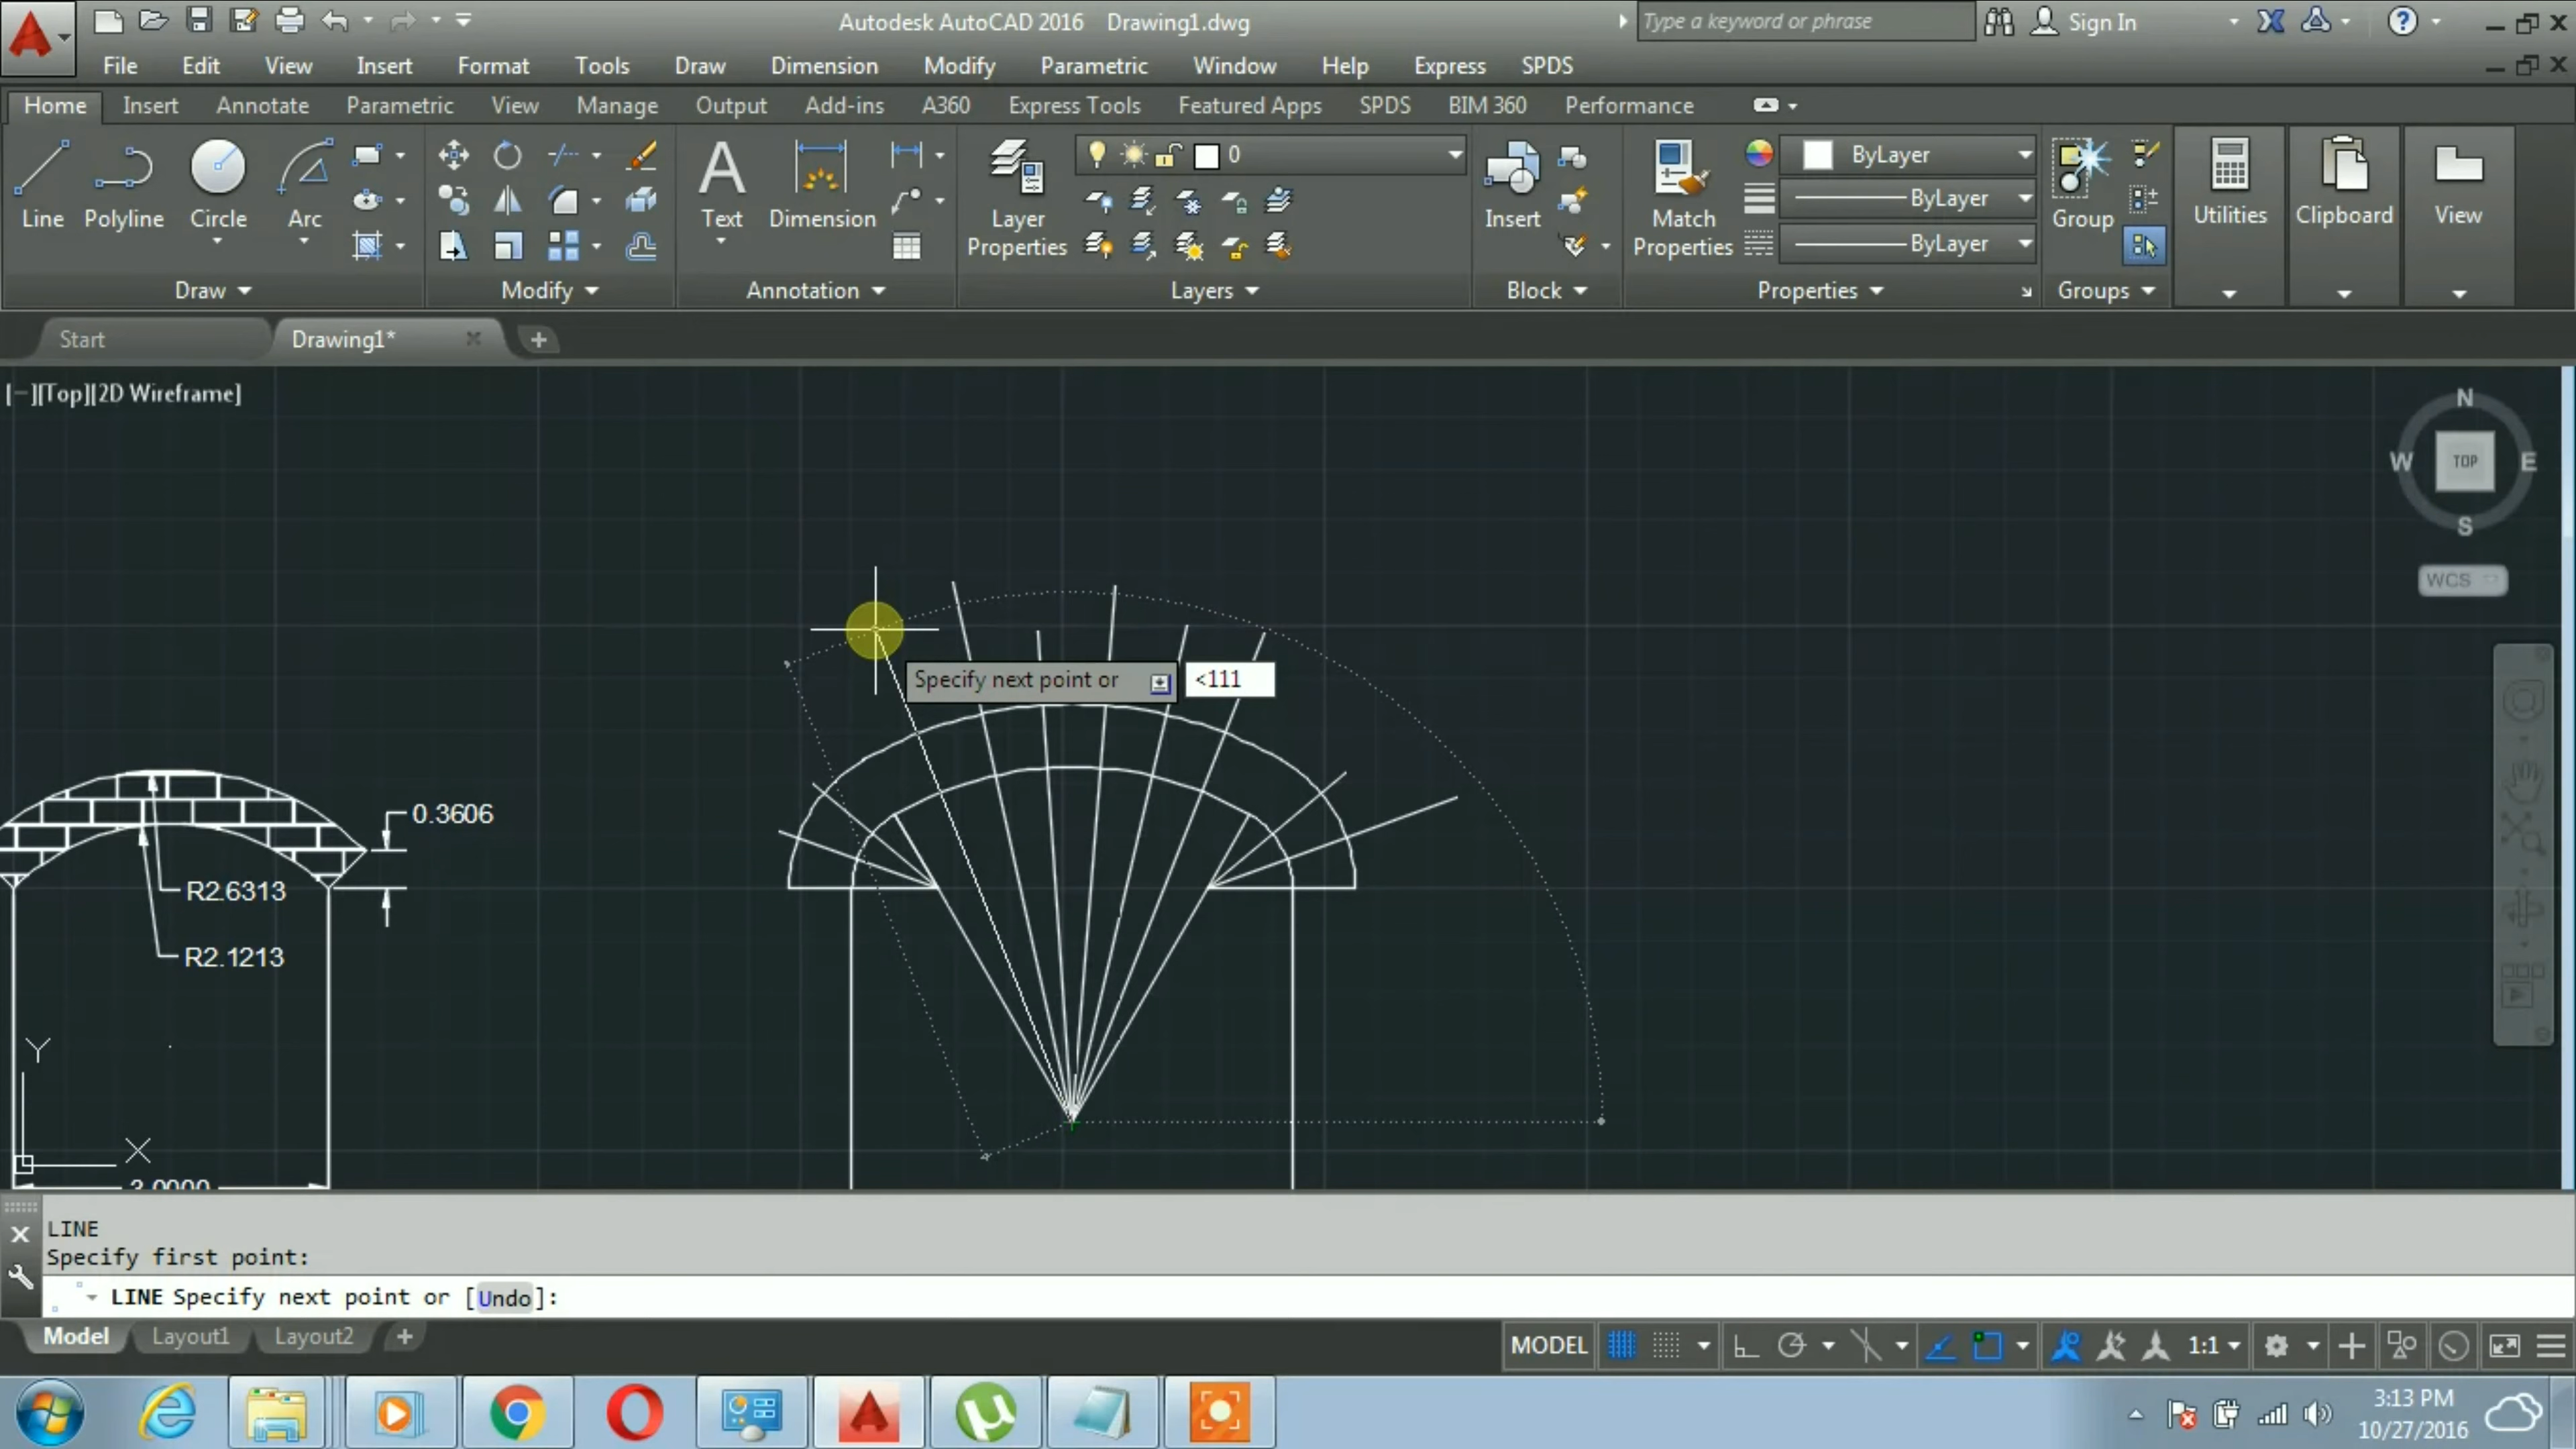 Autodesk AutoCAD 2016 Drawing1.dwg
Type a keyword or phrase
Sign In
File Edit View Insert Format Tools Draw Dimension Modify Parametric Window Help Express SPDS
Home Insert Annotate Parametric View Manage Output Add-ins A360 Express Tools Featured Apps SPDS BIM 360 Performance
0
ByLayer
ByLayer
ByLayer
Line Polyline Circle Arc
Text Dimension
Layer Properties
Insert
Match Properties
Group
Utilities
Clipboard
View
Draw Modify Annotation Layers Block Properties Groups
Start Drawing1*
[−][Top][2D Wireframe]
N
W TOP E
S
WCS
Specify next point or <111
0.3606
R2.6313
R2.1213
Y
X
3.0000
LINE
Specify first point:
LINE Specify next point or [Undo]:
Model Layout1 Layout2 +
MODEL 1:1
3:13 PM
10/27/2016